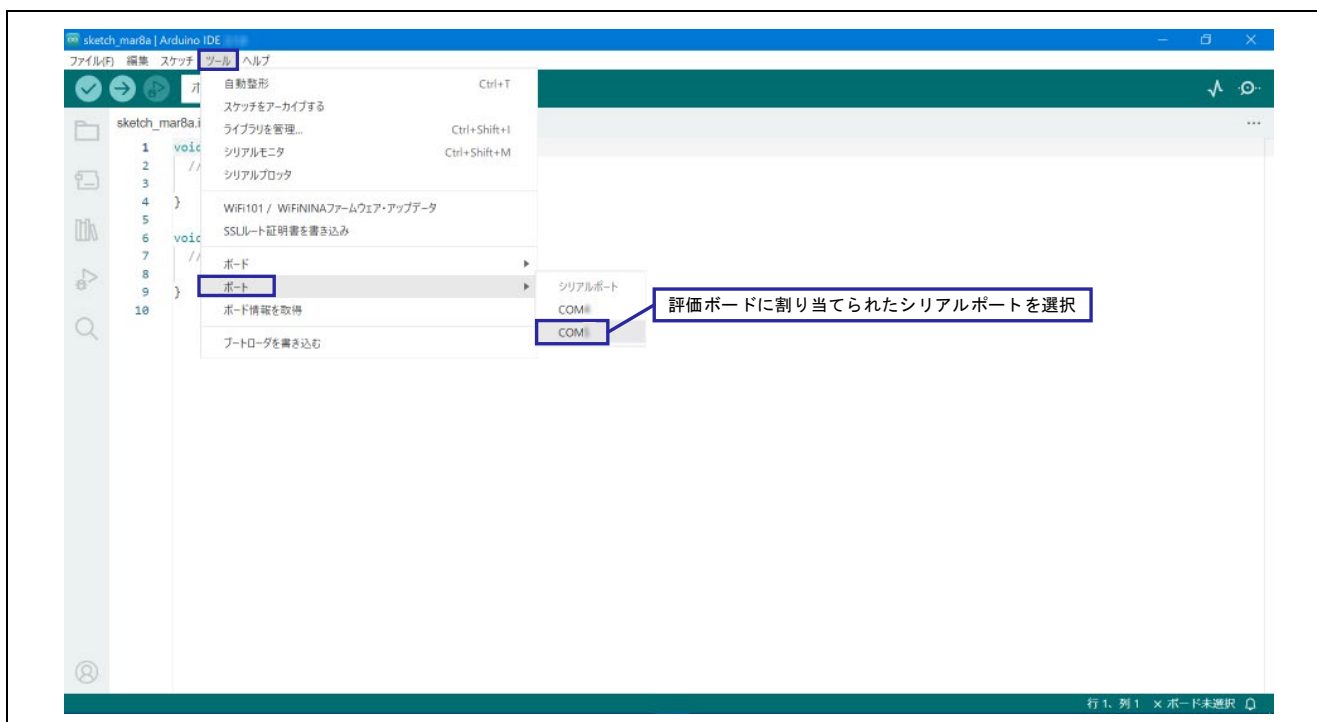 sketch_mar8a | Arduino IDE
ファイル(F) 編集 スケッチ ツール ヘルプ
自動整形 Ctrl+T
スケッチをアーカイブする
sketch_mar8a.i
ライブラリを管理... Ctrl+Shift+I
シリアルモニタ Ctrl+Shift+M
シリアルプロッタ
WiFi101 / WiFiNINAファームウェア・アップデータ
SSLルート証明書を書き込み
ボード
ポート
ボード情報を取得
ブートローダを書き込む
シリアルポート
COM
COM
評価ボードに割り当てられたシリアルポートを選択
1 void
2 //
3
4 }
5
6 void
7 //
8
9 }
10
行 1、列 1 × ボード未選択